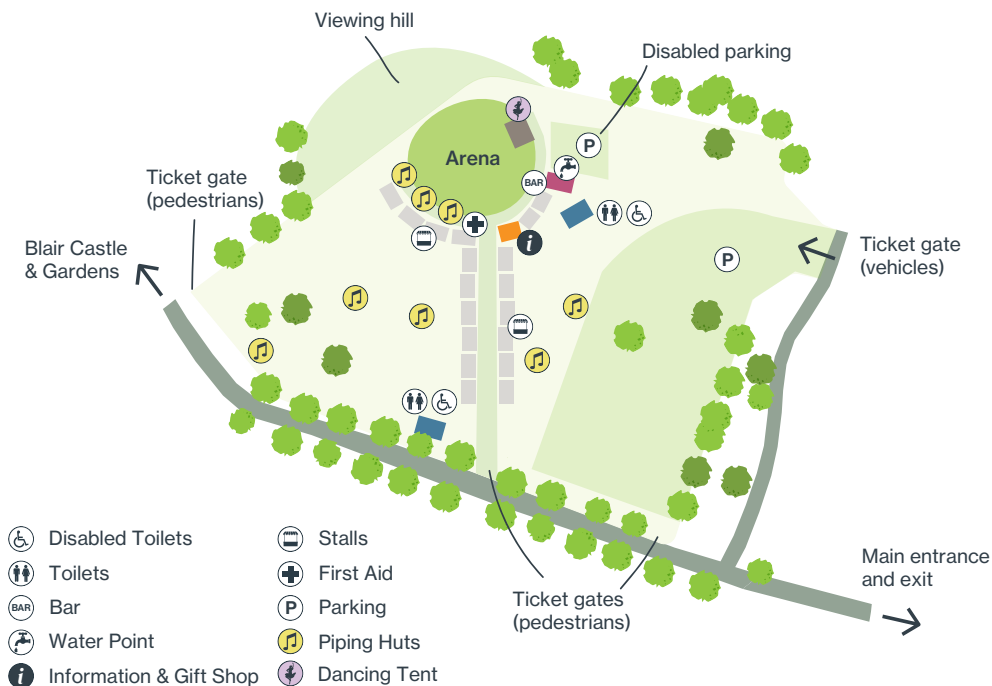 Viewing hill
Disabled parking
Arena
P
BAR
Ticket gate
(pedestrians)
Blair Castle
& Gardens
i
P
Ticket gate
(vehicles)
Disabled Toilets
Toilets
BAR Bar
Water Point
i Information & Gift Shop
Stalls
First Aid
P Parking
Piping Huts
Dancing Tent
Ticket gates
(pedestrians)
Main entrance
and exit